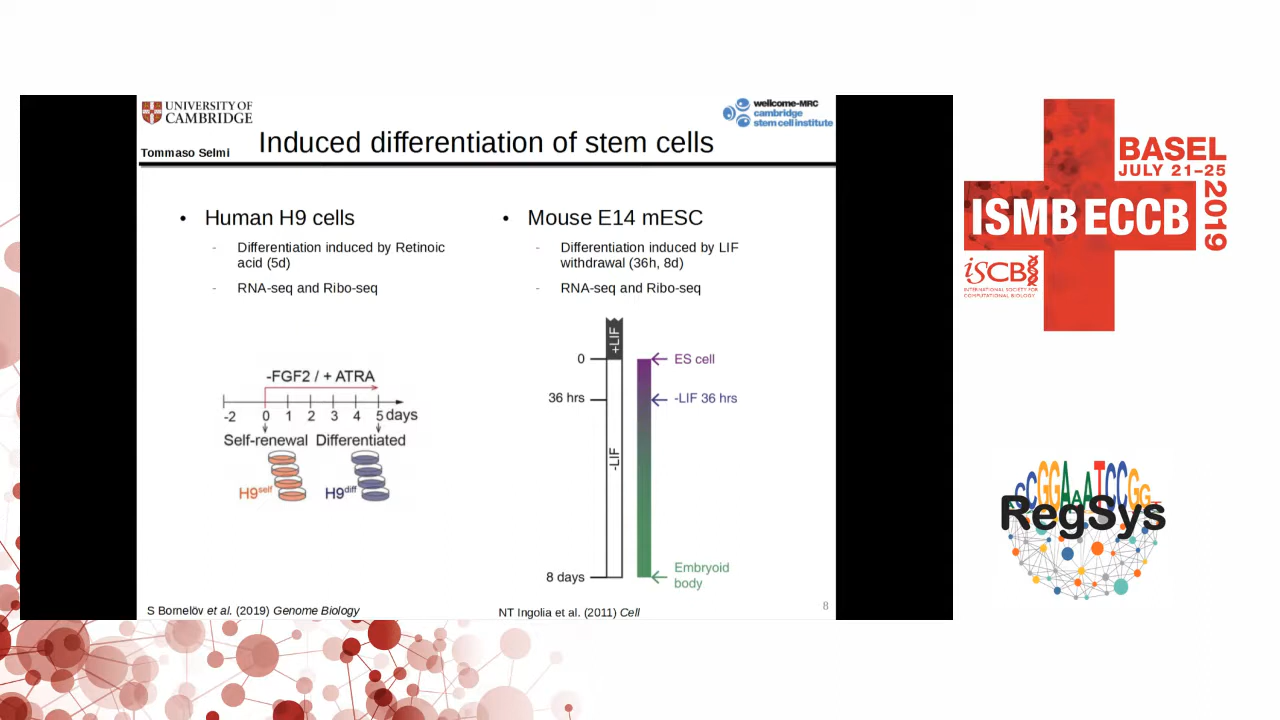 UNIVERSITY OF
CAMBRIDGE
Tommaso Selmi
Induced differentiation of stem cells
wellcome-MRC
cambridge
stem cell institute
• Human H9 cells
- Differentiation induced by Retinoic
acid (5d)
- RNA-seq and Ribo-seq
-FGF2 / + ATRA
-2 0 1 2 3 4 5 days
Self-renewal Differentiated
H9self H9diff
S Bornelöv et al. (2019) Genome Biology
• Mouse E14 mESC
- Differentiation induced by LIF
withdrawal (36h, 8d)
- RNA-seq and Ribo-seq
+LIF
0
ES cell
36 hrs
-LIF 36 hrs
-LIF
8 days
Embryoid
body
NT Ingolia et al. (2011) Cell
8
BASEL
JULY 21–25
2019
ISMB ECCB
iSCB
INTERNATIONAL SOCIETY FOR
COMPUTATIONAL BIOLOGY
CCGGAAATCCGGT
RegSys